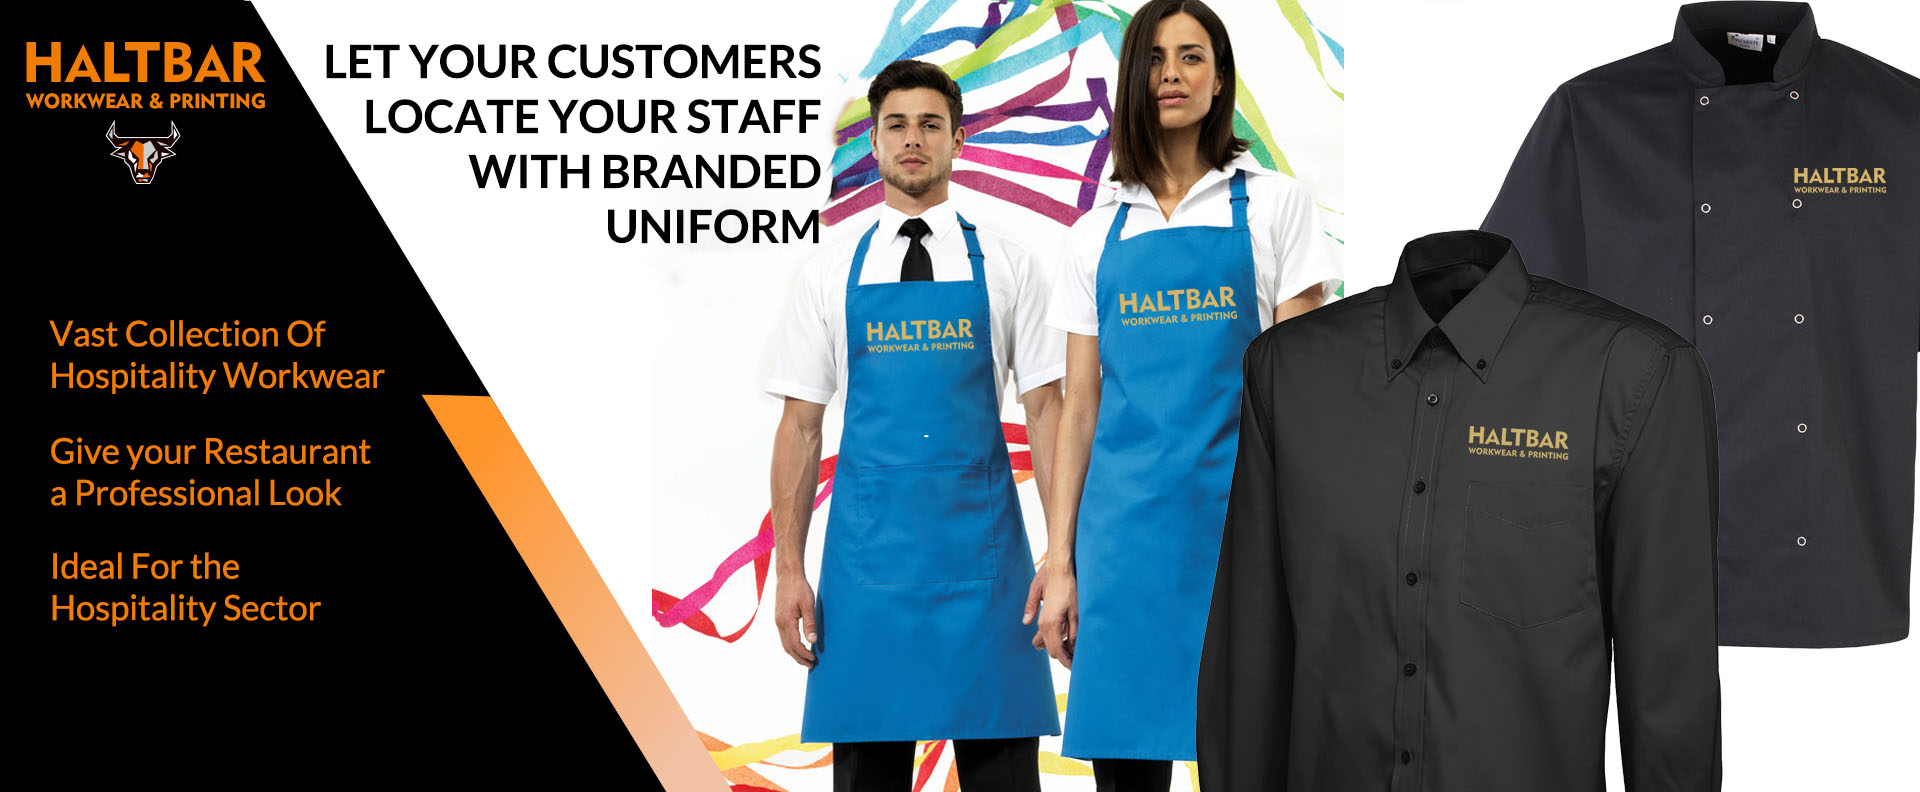 HALTBAR
WORKWEAR & PRINTING
LET YOUR CUSTOMERS
LOCATE YOUR STAFF
WITH BRANDED
UNIFORM
Vast Collection Of
Hospitality Workwear
Give your Restaurant
a Professional Look
Ideal For the
Hospitality Sector
HALTBAR
WORKWEAR & PRINTING
HALTBAR
WORKWEAR & PRINTING
HALTBAR
WORKWEAR & PRINTING
PREMIER
L
HALTBAR
WORKWEAR & PRINTING